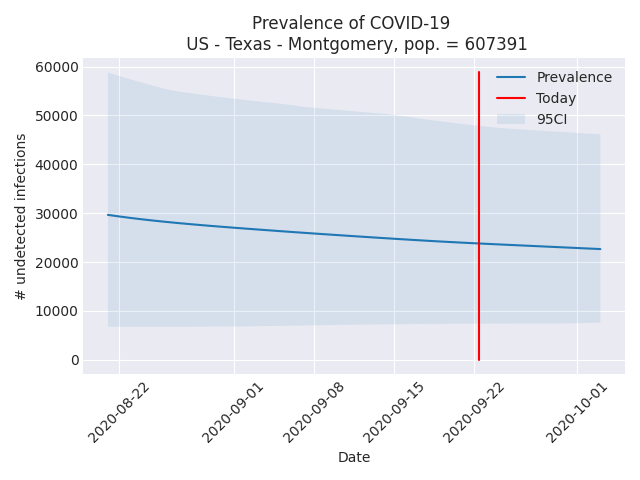 Prevalence of COVID-19
US - Texas - Montgomery, pop. = 607391
60000
50000
40000
30000
20000
10000
0
# undetected infections
Prevalence
Today
95CI
2020-08-22
2020-09-01
2020-09-08
2020-09-15
2020-09-22
2020-10-01
Date